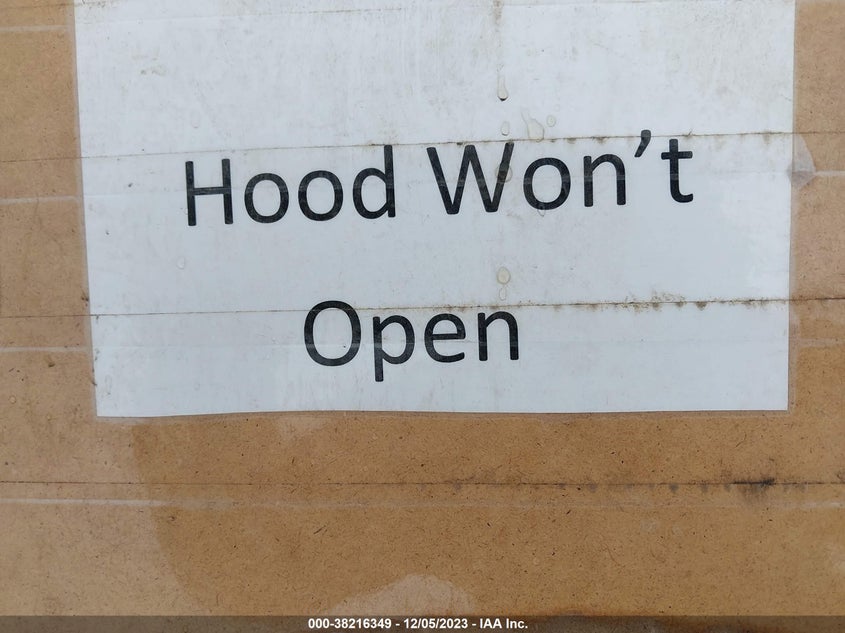 Hood Won’t
Open
000-38216349 - 12/05/2023 - IAA Inc.